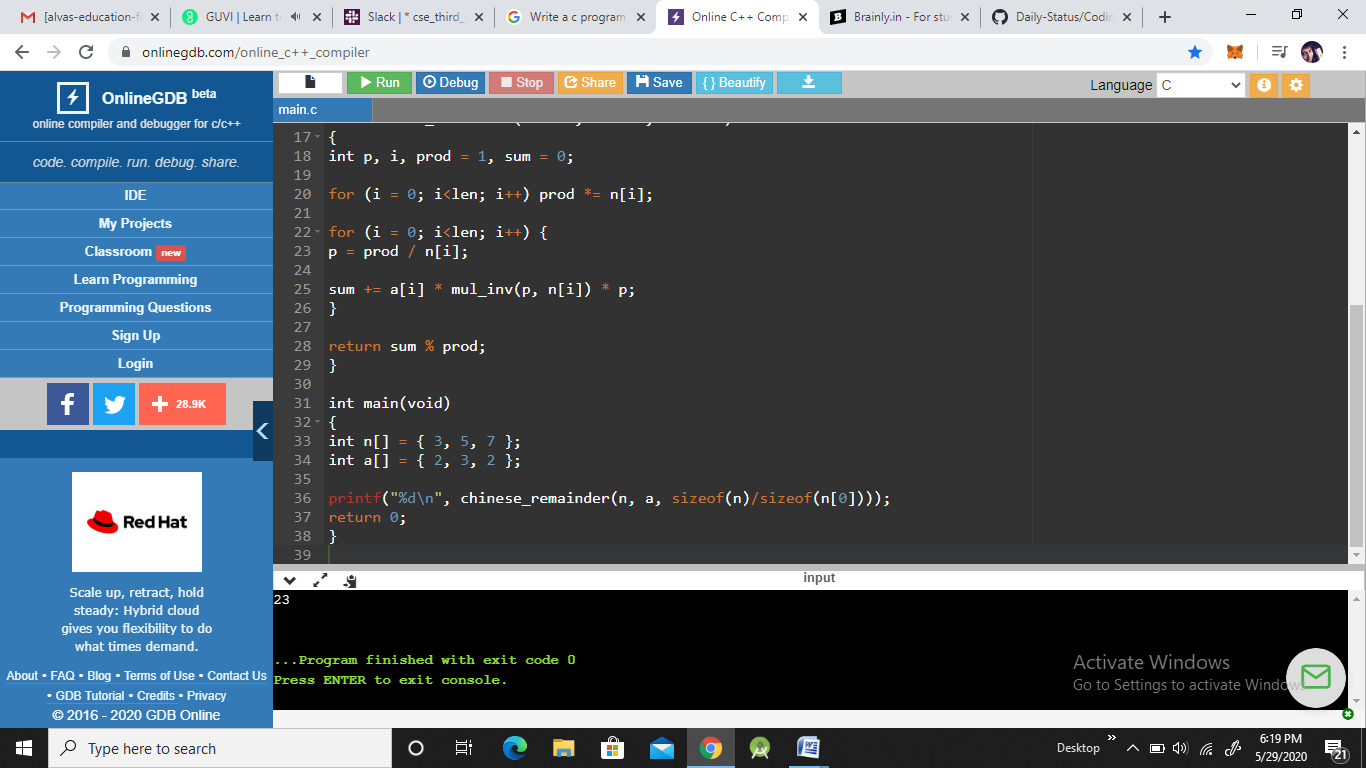 [alvas-education-f
GUVI | Learn t
Slack | * cse_third_
Write a c program
Online C++ Comp
Brainly.in - For stu
Daily-Status/Codin
onlinegdb.com/online_c++_compiler
OnlineGDB beta
online compiler and debugger for c/c++
code. compile. run. debug. share.
IDE
My Projects
Classroom new
Learn Programming
Programming Questions
Sign Up
Login
28.9K
Red Hat
Scale up, retract, hold
steady: Hybrid cloud
gives you flexibility to do
what times demand.
About • FAQ • Blog • Terms of Use • Contact Us
• GDB Tutorial • Credits • Privacy
© 2016 - 2020 GDB Online
Run Debug Stop Share Save { } Beautify
Language C
main.c
17 {
18 int p, i, prod = 1, sum = 0;
19
20 for (i = 0; i<len; i++) prod *= n[i];
21
22 for (i = 0; i<len; i++) {
23 p = prod / n[i];
24
25 sum += a[i] * mul_inv(p, n[i]) * p;
26 }
27
28 return sum % prod;
29 }
30
31 int main(void)
32 {
33 int n[] = { 3, 5, 7 };
34 int a[] = { 2, 3, 2 };
35
36 printf("%d\n", chinese_remainder(n, a, sizeof(n)/sizeof(n[0])));
37 return 0;
38 }
39
input
23
...Program finished with exit code 0
Press ENTER to exit console.
Activate Windows
Go to Settings to activate Windows.
Type here to search
Desktop
6:19 PM
5/29/2020
21